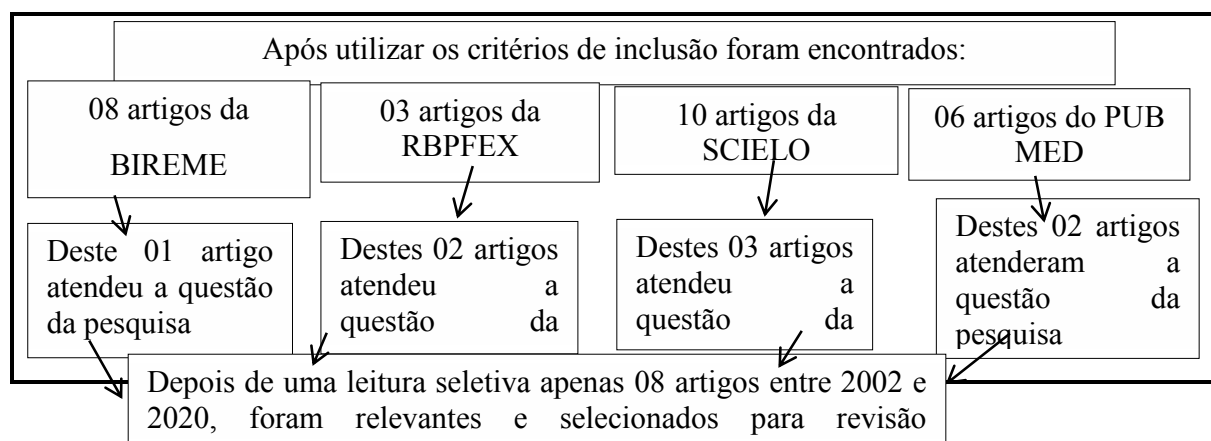 Após utilizar os critérios de inclusão foram encontrados:
08 artigos da
BIREME
03 artigos da
RBPFEX
10 artigos da
SCIELO
06 artigos do PUB
MED
Deste 01 artigo
atendeu a questão
da pesquisa
Destes 02 artigos
atendeu a
questão da
Destes 03 artigos
atendeu a
questão da
Destes 02 artigos
atenderam a
questão da
pesquisa
Depois de uma leitura seletiva apenas 08 artigos entre 2002 e
2020, foram relevantes e selecionados para revisão